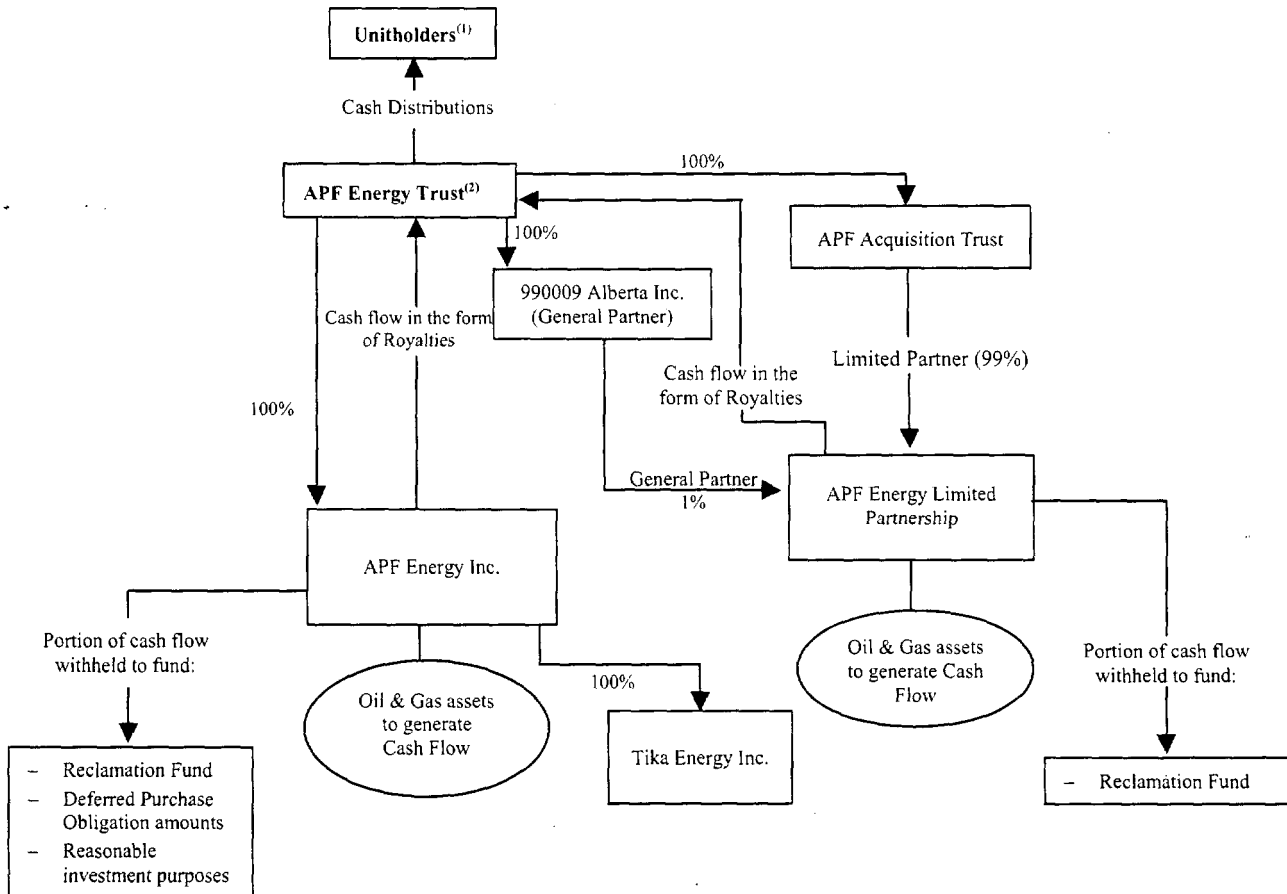 Unitholders(1)
Cash Distributions
100%
APF Energy Trust(2)
100%
APF Acquisition Trust
990009 Alberta Inc.
(General Partner)
Cash flow in the form
of Royalties
Limited Partner (99%)
Cash flow in the
form of Royalties
100%
General Partner
1%
APF Energy Limited
Partnership
APF Energy Inc.
Portion of cash flow
withheld to fund:
Oil & Gas assets
to generate Cash
Flow
Portion of cash flow
withheld to fund:
100%
Oil & Gas assets
to generate
Cash Flow
Tika Energy Inc.
– Reclamation Fund
– Deferred Purchase
Obligation amounts
– Reasonable
investment purposes
– Reclamation Fund